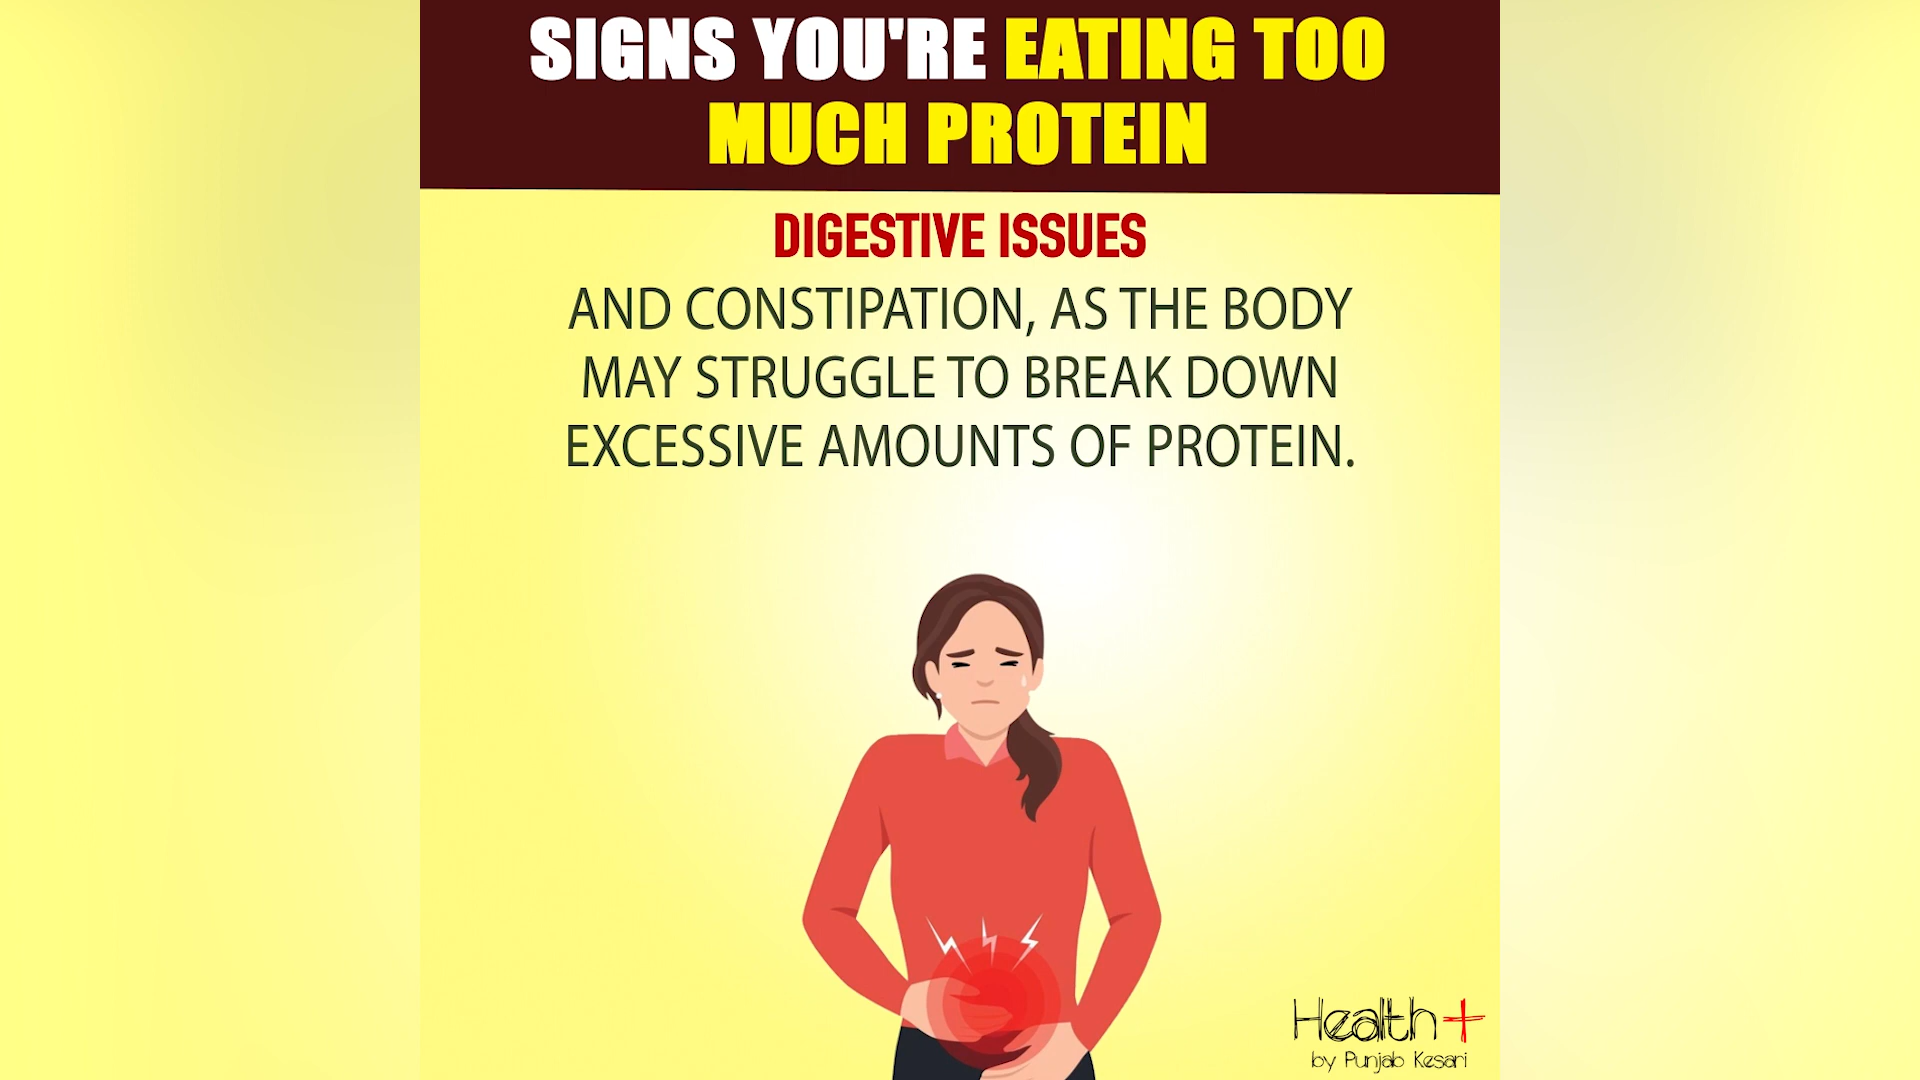 SIGNS YOU'RE EATING TOO
MUCH PROTEIN
DIGESTIVE ISSUES
AND CONSTIPATION, AS THE BODY
MAY STRUGGLE TO BREAK DOWN
EXCESSIVE AMOUNTS OF PROTEIN.
Health+
by Punjab Kesari